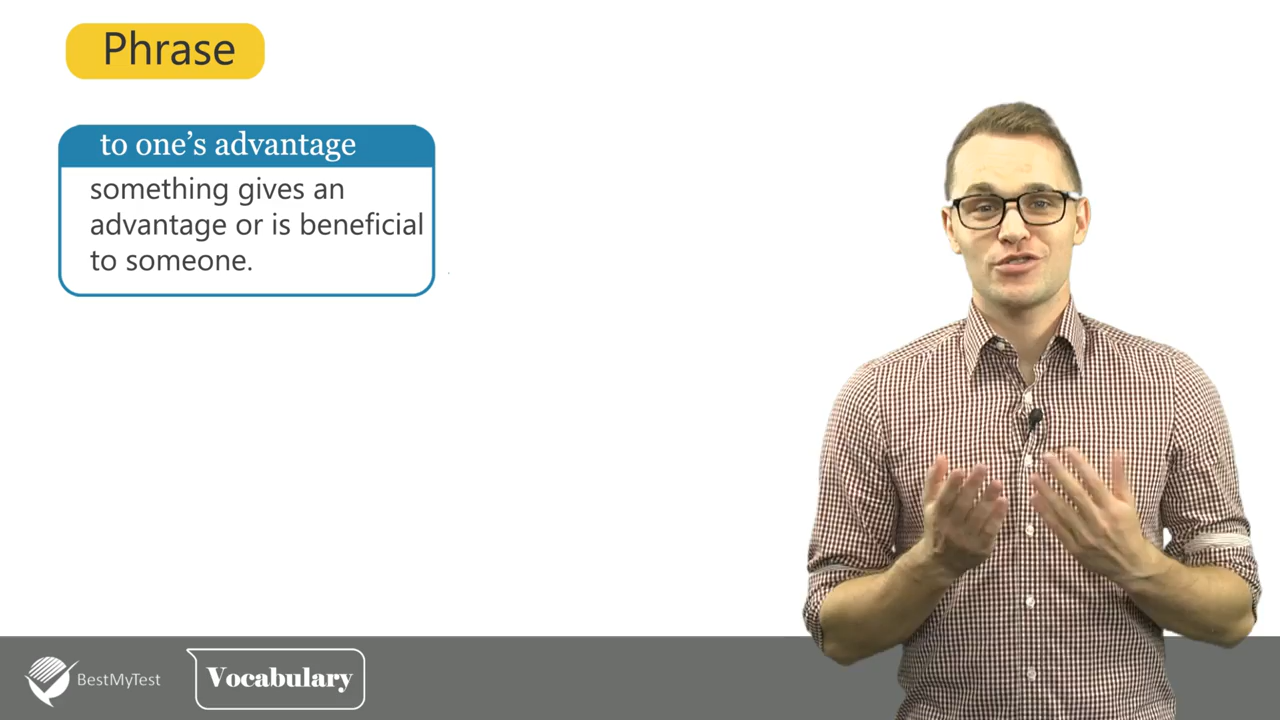 Phrase
to one’s advantage
something gives an
advantage or is beneficial
to someone.
BestMyTest
Vocabulary